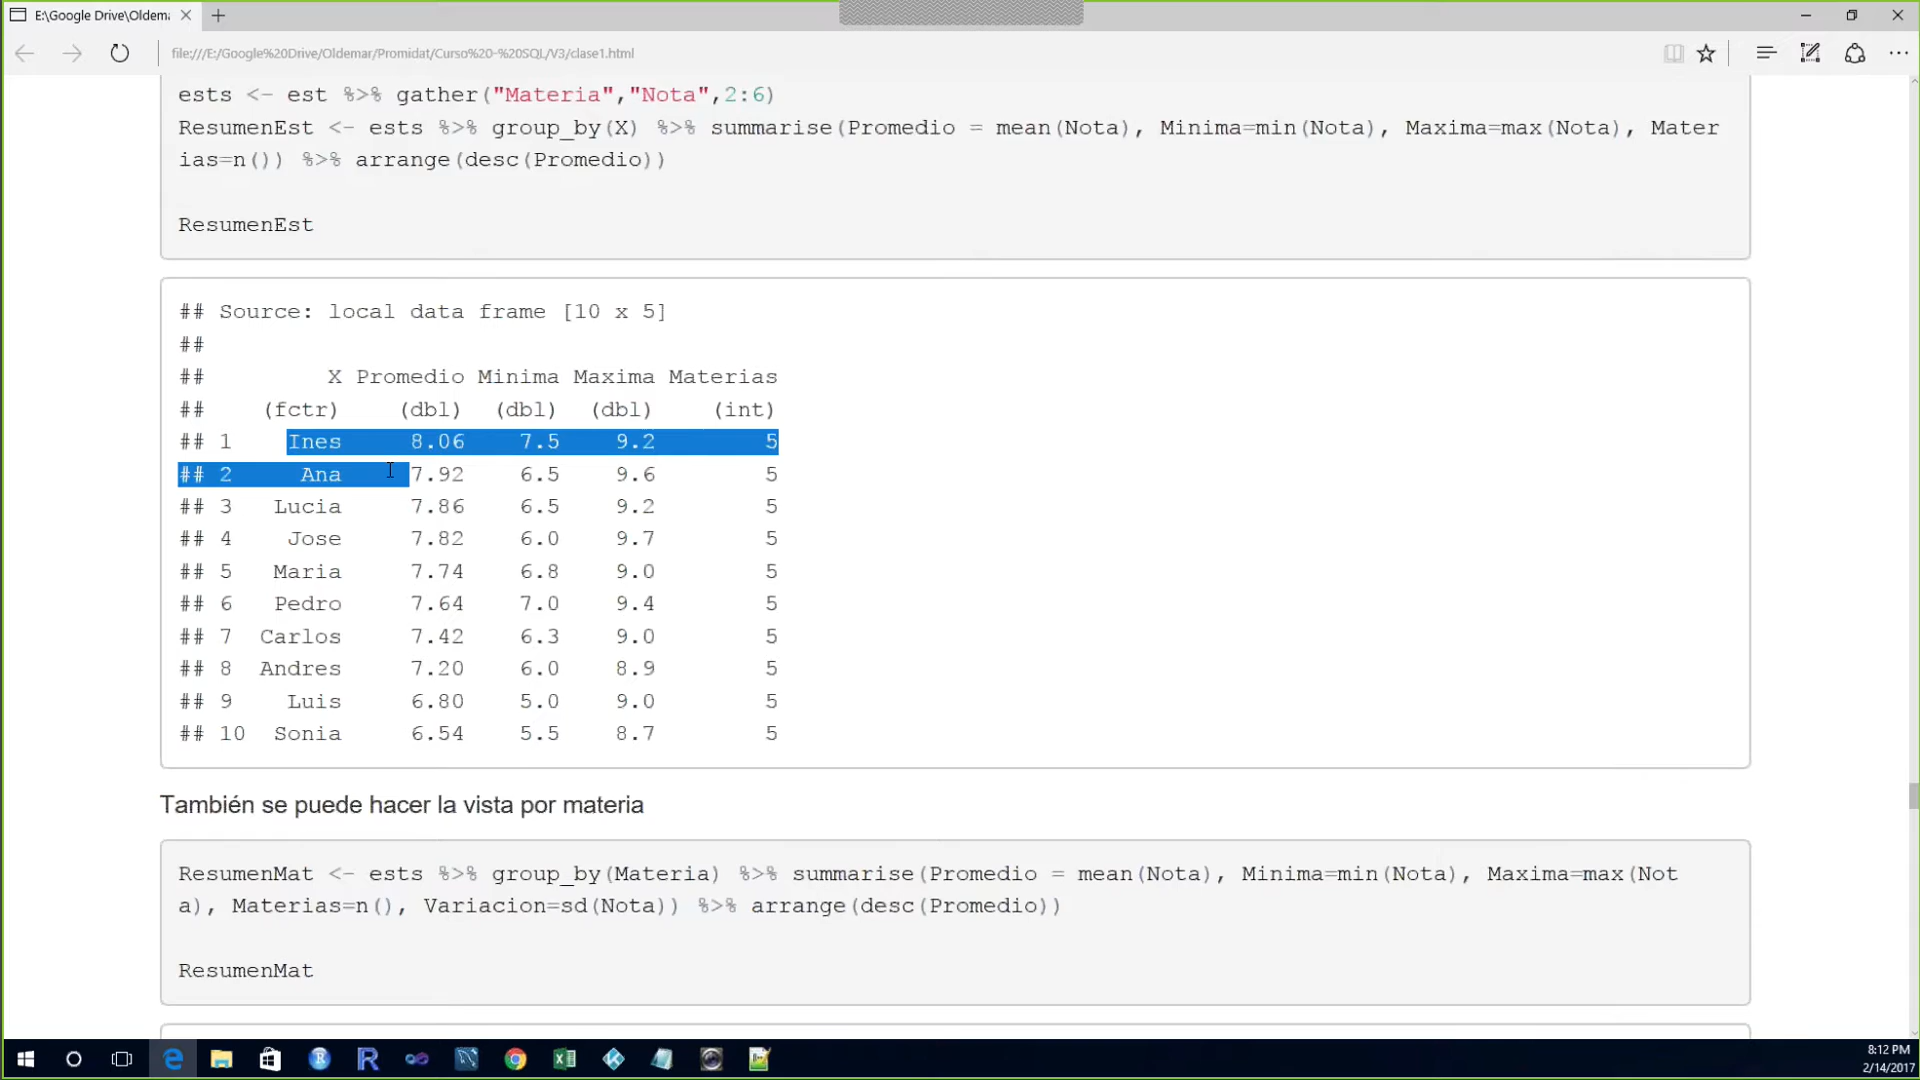 E:\Google Drive\Oldema
file:///E:/Google%20Drive/Oldemar/Promidat/Curso%20-%20SQL/V3/clase1.html
ests <- est %>% gather("Materia","Nota",2:6)
ResumenEst <- ests %>% group_by(X) %>% summarise(Promedio = mean(Nota), Minima=min(Nota), Maxima=max(Nota), Mater
ias=n()) %>% arrange(desc(Promedio))
ResumenEst
## Source: local data frame [10 x 5]
##
## X Promedio Minima Maxima Materias
## (fctr) (dbl) (dbl) (dbl) (int)
## 1 Ines 8.06 7.5 9.2 5
## 2 Ana 7.92 6.5 9.6 5
## 3 Lucia 7.86 6.5 9.2 5
## 4 Jose 7.82 6.0 9.7 5
## 5 Maria 7.74 6.8 9.0 5
## 6 Pedro 7.64 7.0 9.4 5
## 7 Carlos 7.42 6.3 9.0 5
## 8 Andres 7.20 6.0 8.9 5
## 9 Luis 6.80 5.0 9.0 5
## 10 Sonia 6.54 5.5 8.7 5
También se puede hacer la vista por materia
ResumenMat <- ests %>% group_by(Materia) %>% summarise(Promedio = mean(Nota), Minima=min(Nota), Maxima=max(Not
a), Materias=n(), Variacion=sd(Nota)) %>% arrange(desc(Promedio))
ResumenMat
8:12 PM
2/14/2017